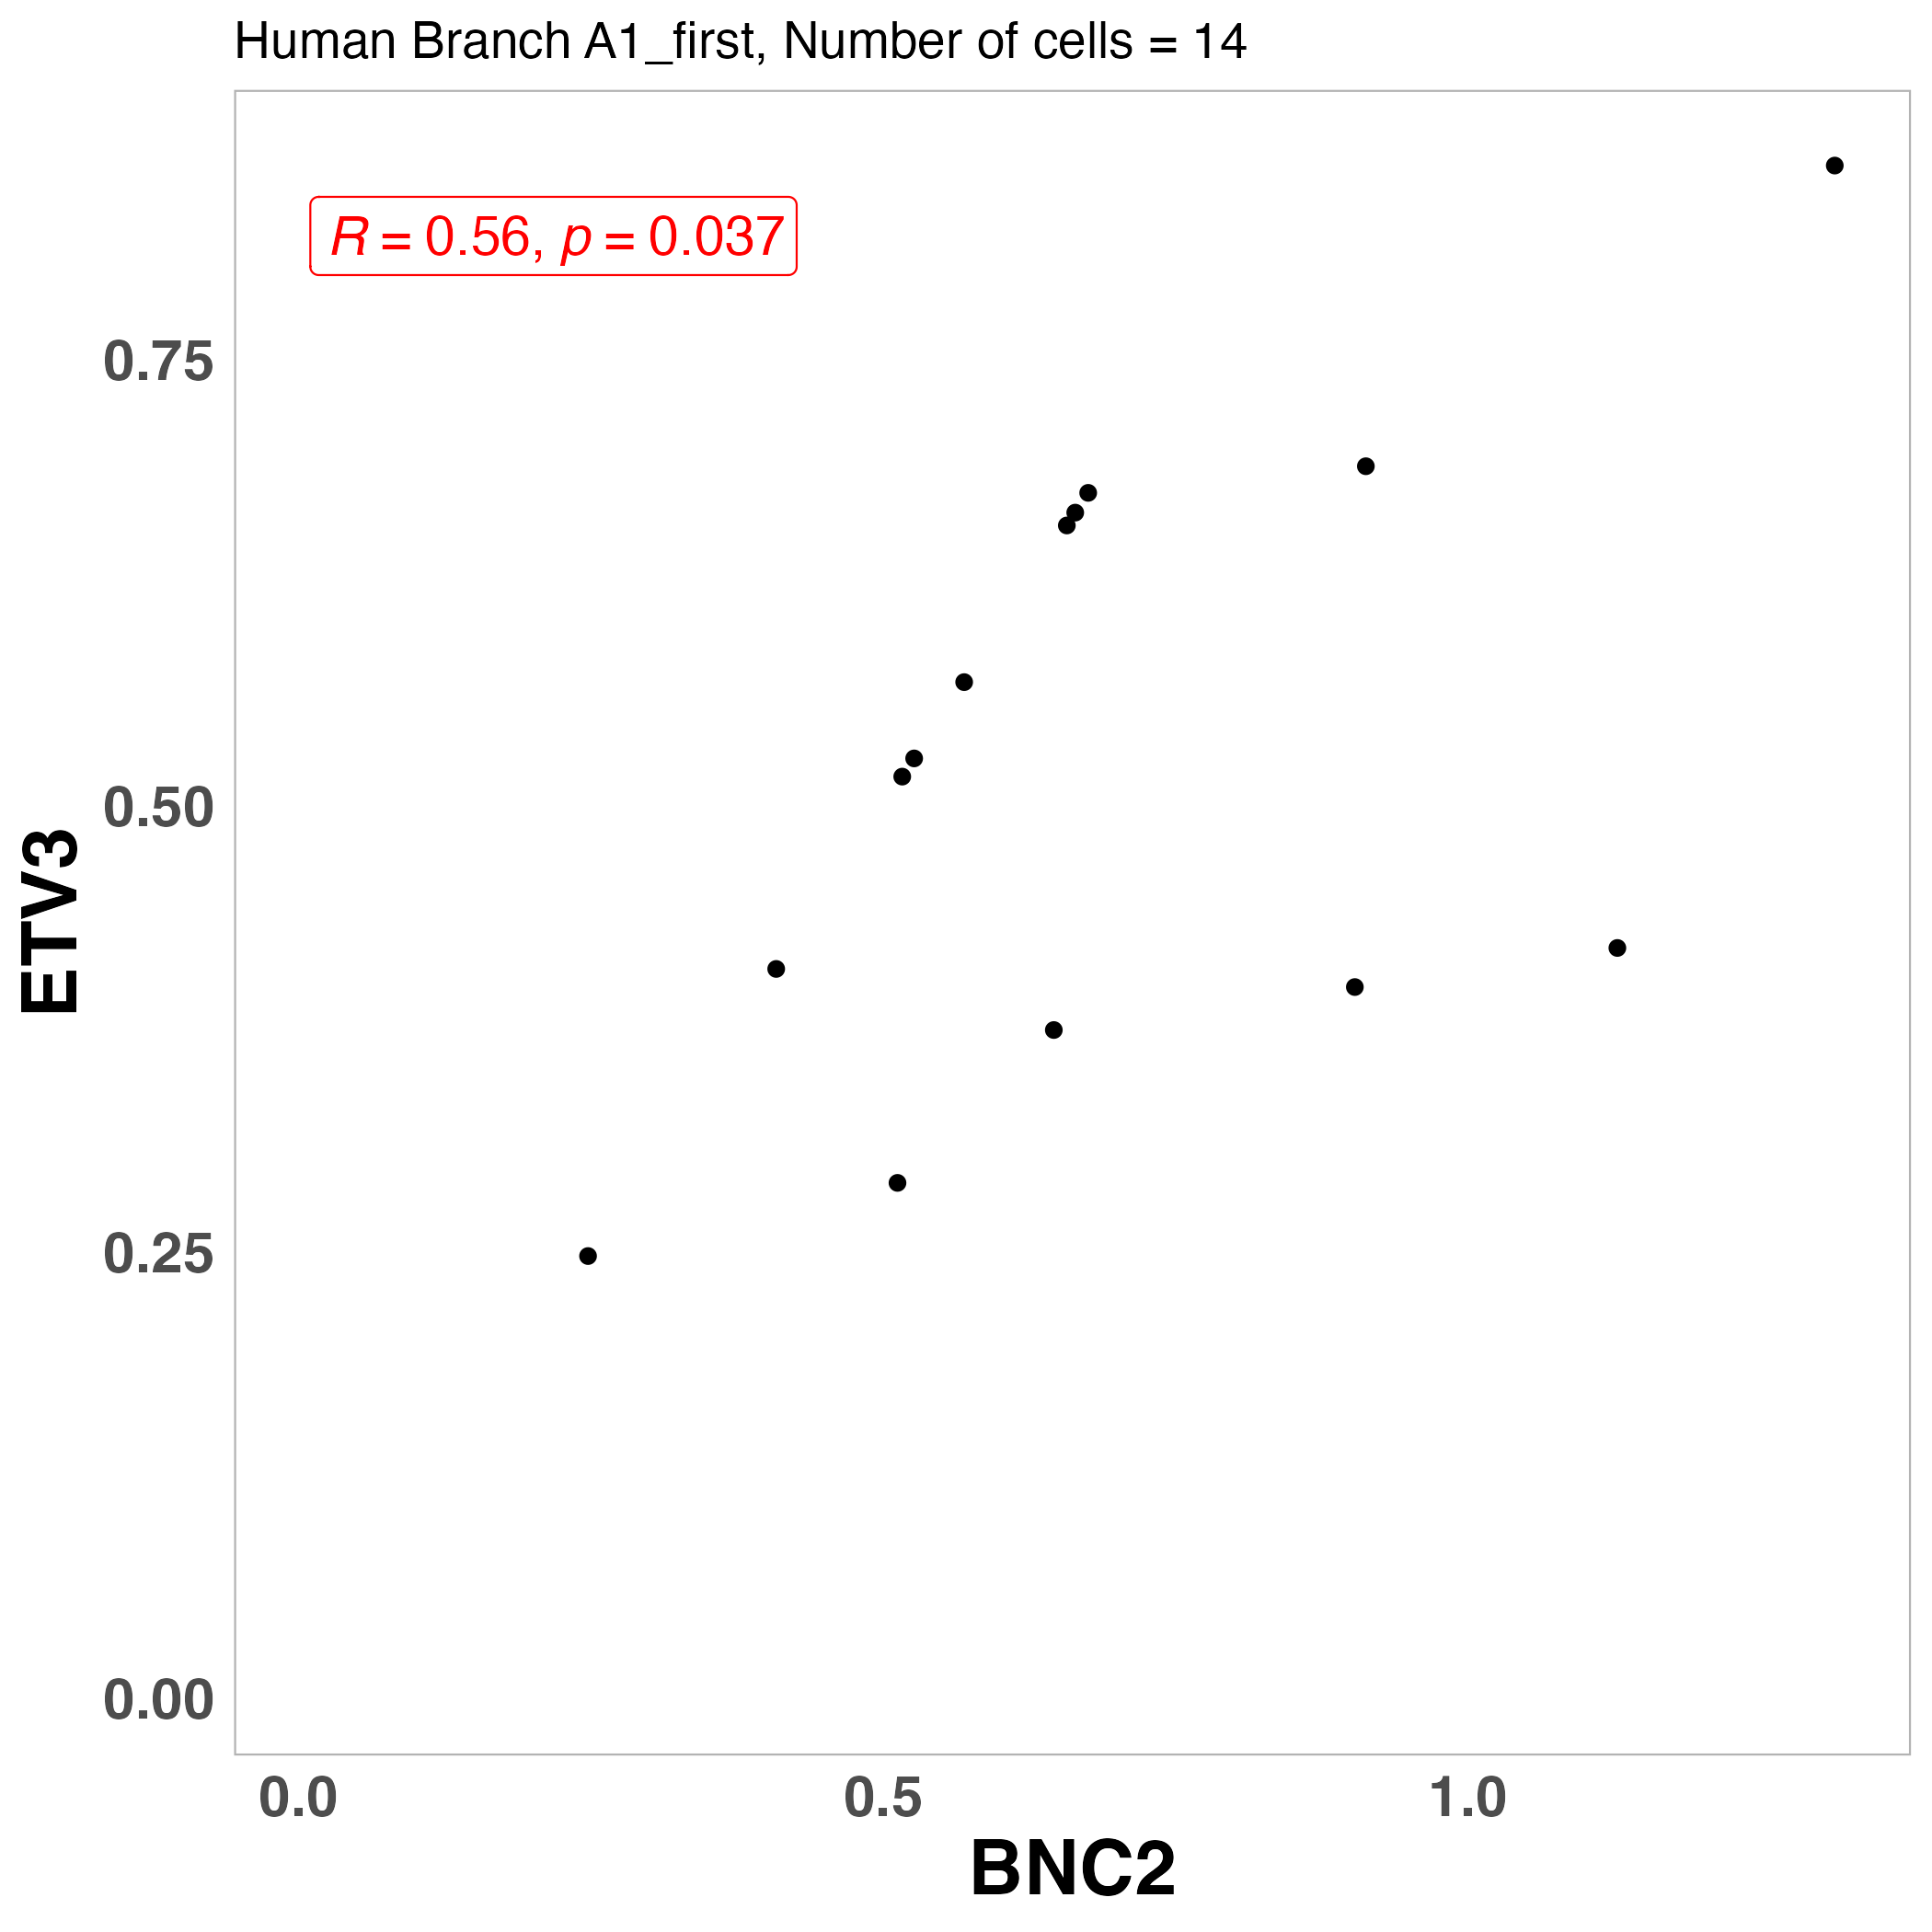 Human Branch A1_first, Number of cells = 14
R = 0.56, p = 0.037
0.75
0.50
0.25
0.00
ETV3
0.0 0.5 1.0
BNC2